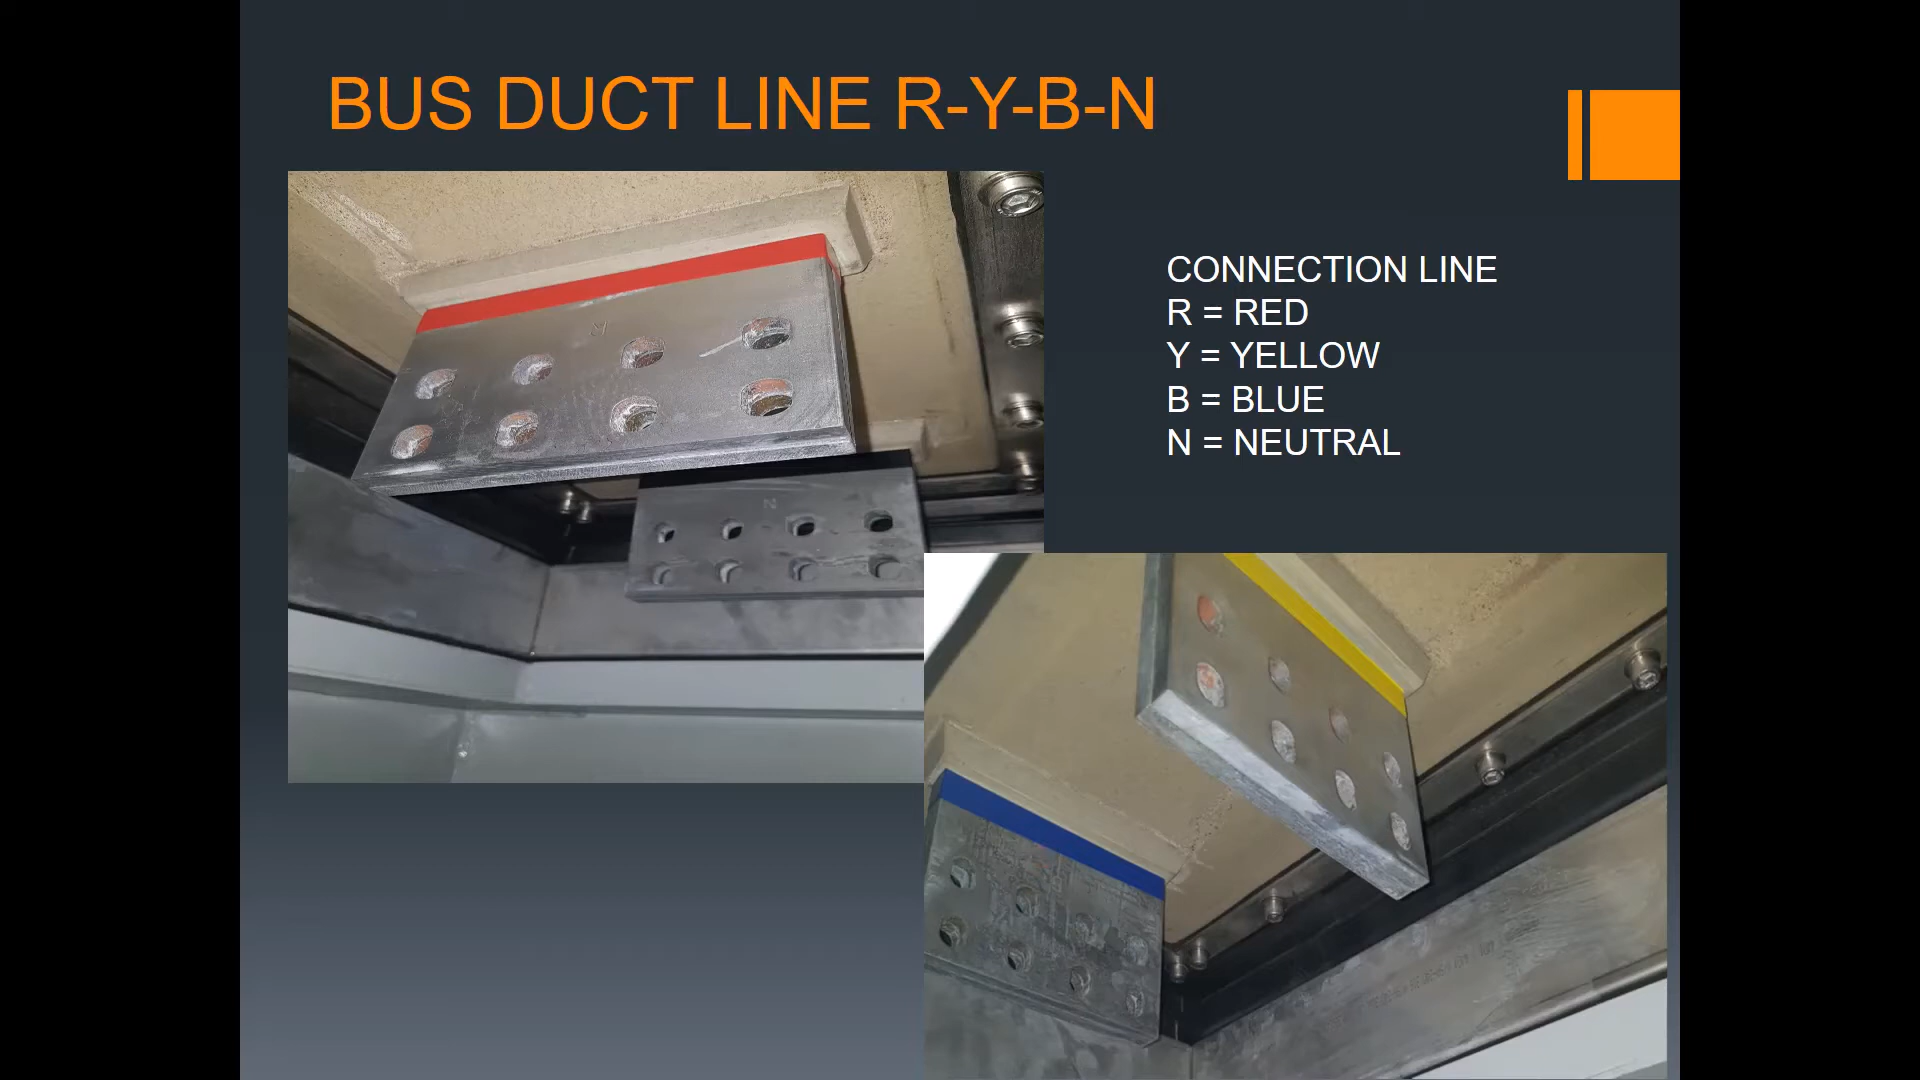 BUS DUCT LINE R-Y-B-N
CONNECTION LINE
R = RED
Y = YELLOW
B = BLUE
N = NEUTRAL
N